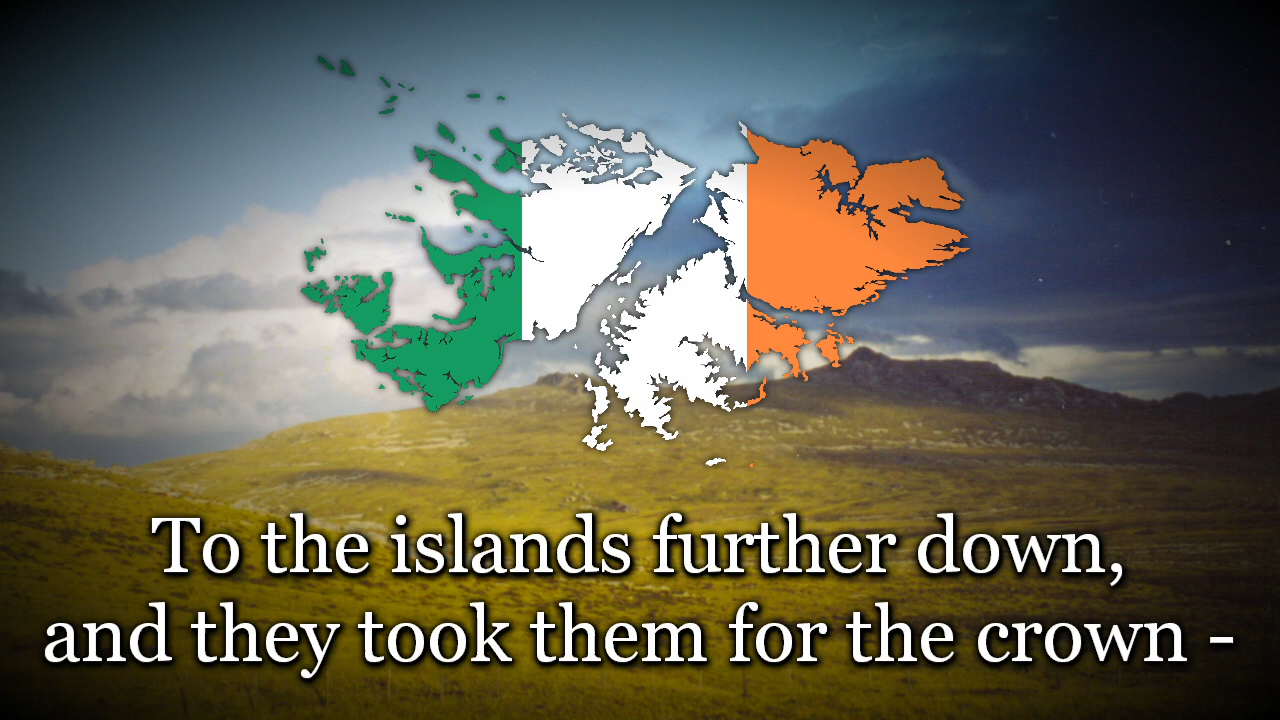 To the islands further down,
and they took them for the crown -